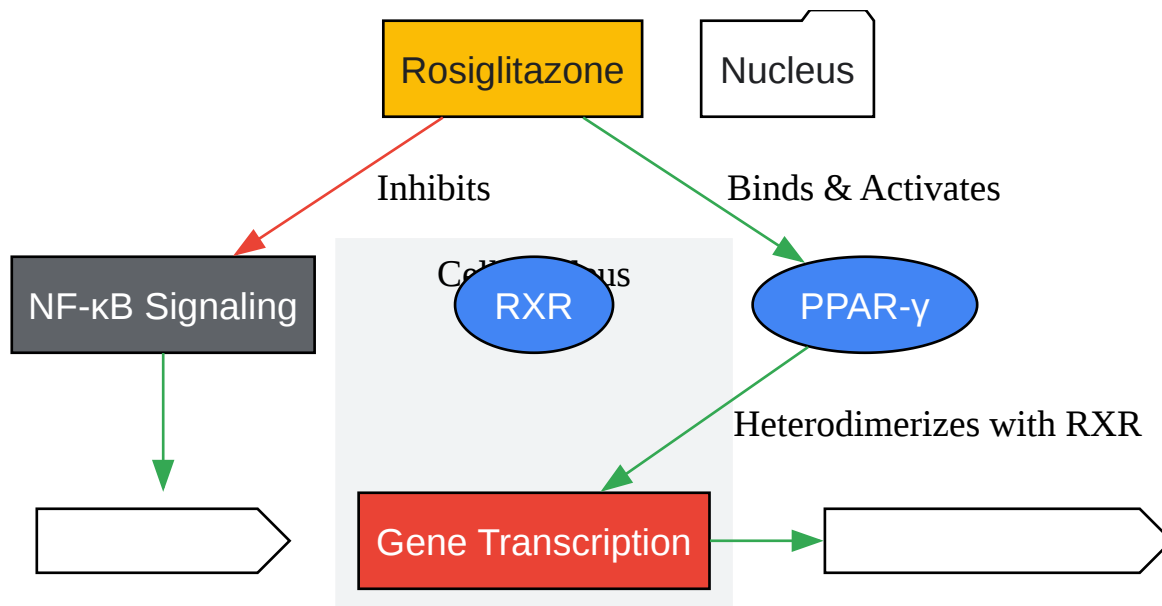 Rosiglitazone
Nucleus
Inhibits
Binds & Activates
NF-κB Signaling
RXR
PPAR-γ
Heterodimerizes with RXR
Gene Transcription